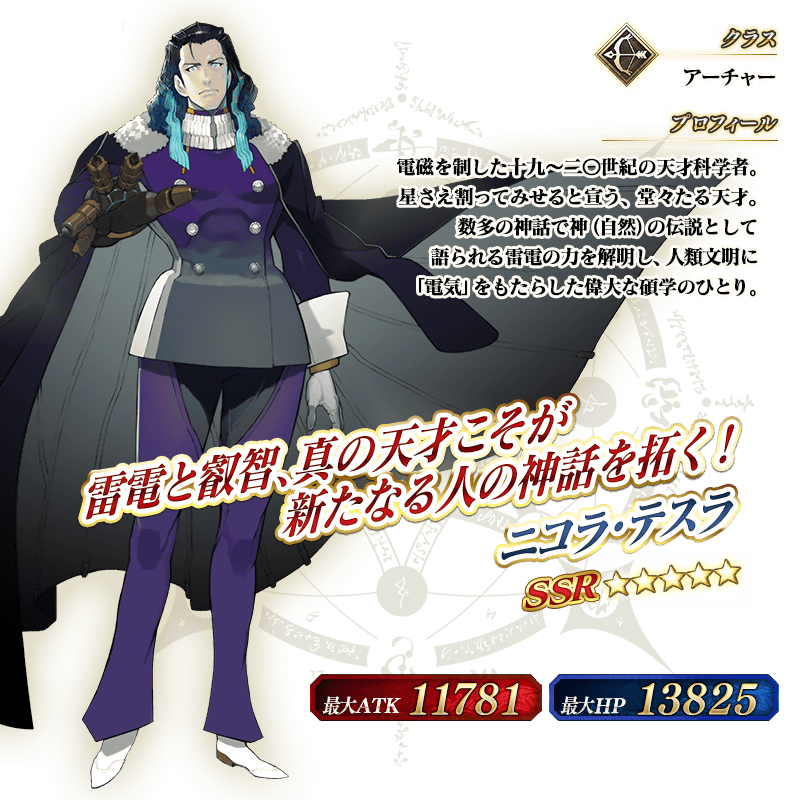 クラス
アーチャー
プロフィール
電磁を制した十九~二〇世紀の天才科学者。
星さえ割ってみせると宣う、堂々たる天才。
数多の神話で神(自然)の伝説として
語られる雷電の力を解明し、人類文明に
「電気」をもたらした偉大な碩学のひとり。
雷電と叡智、真の天才こそが
新たなる人の神話を拓く!
ニコラ・テスラ
SSR☆☆☆☆☆
最大ATK 11781
最大HP 13825